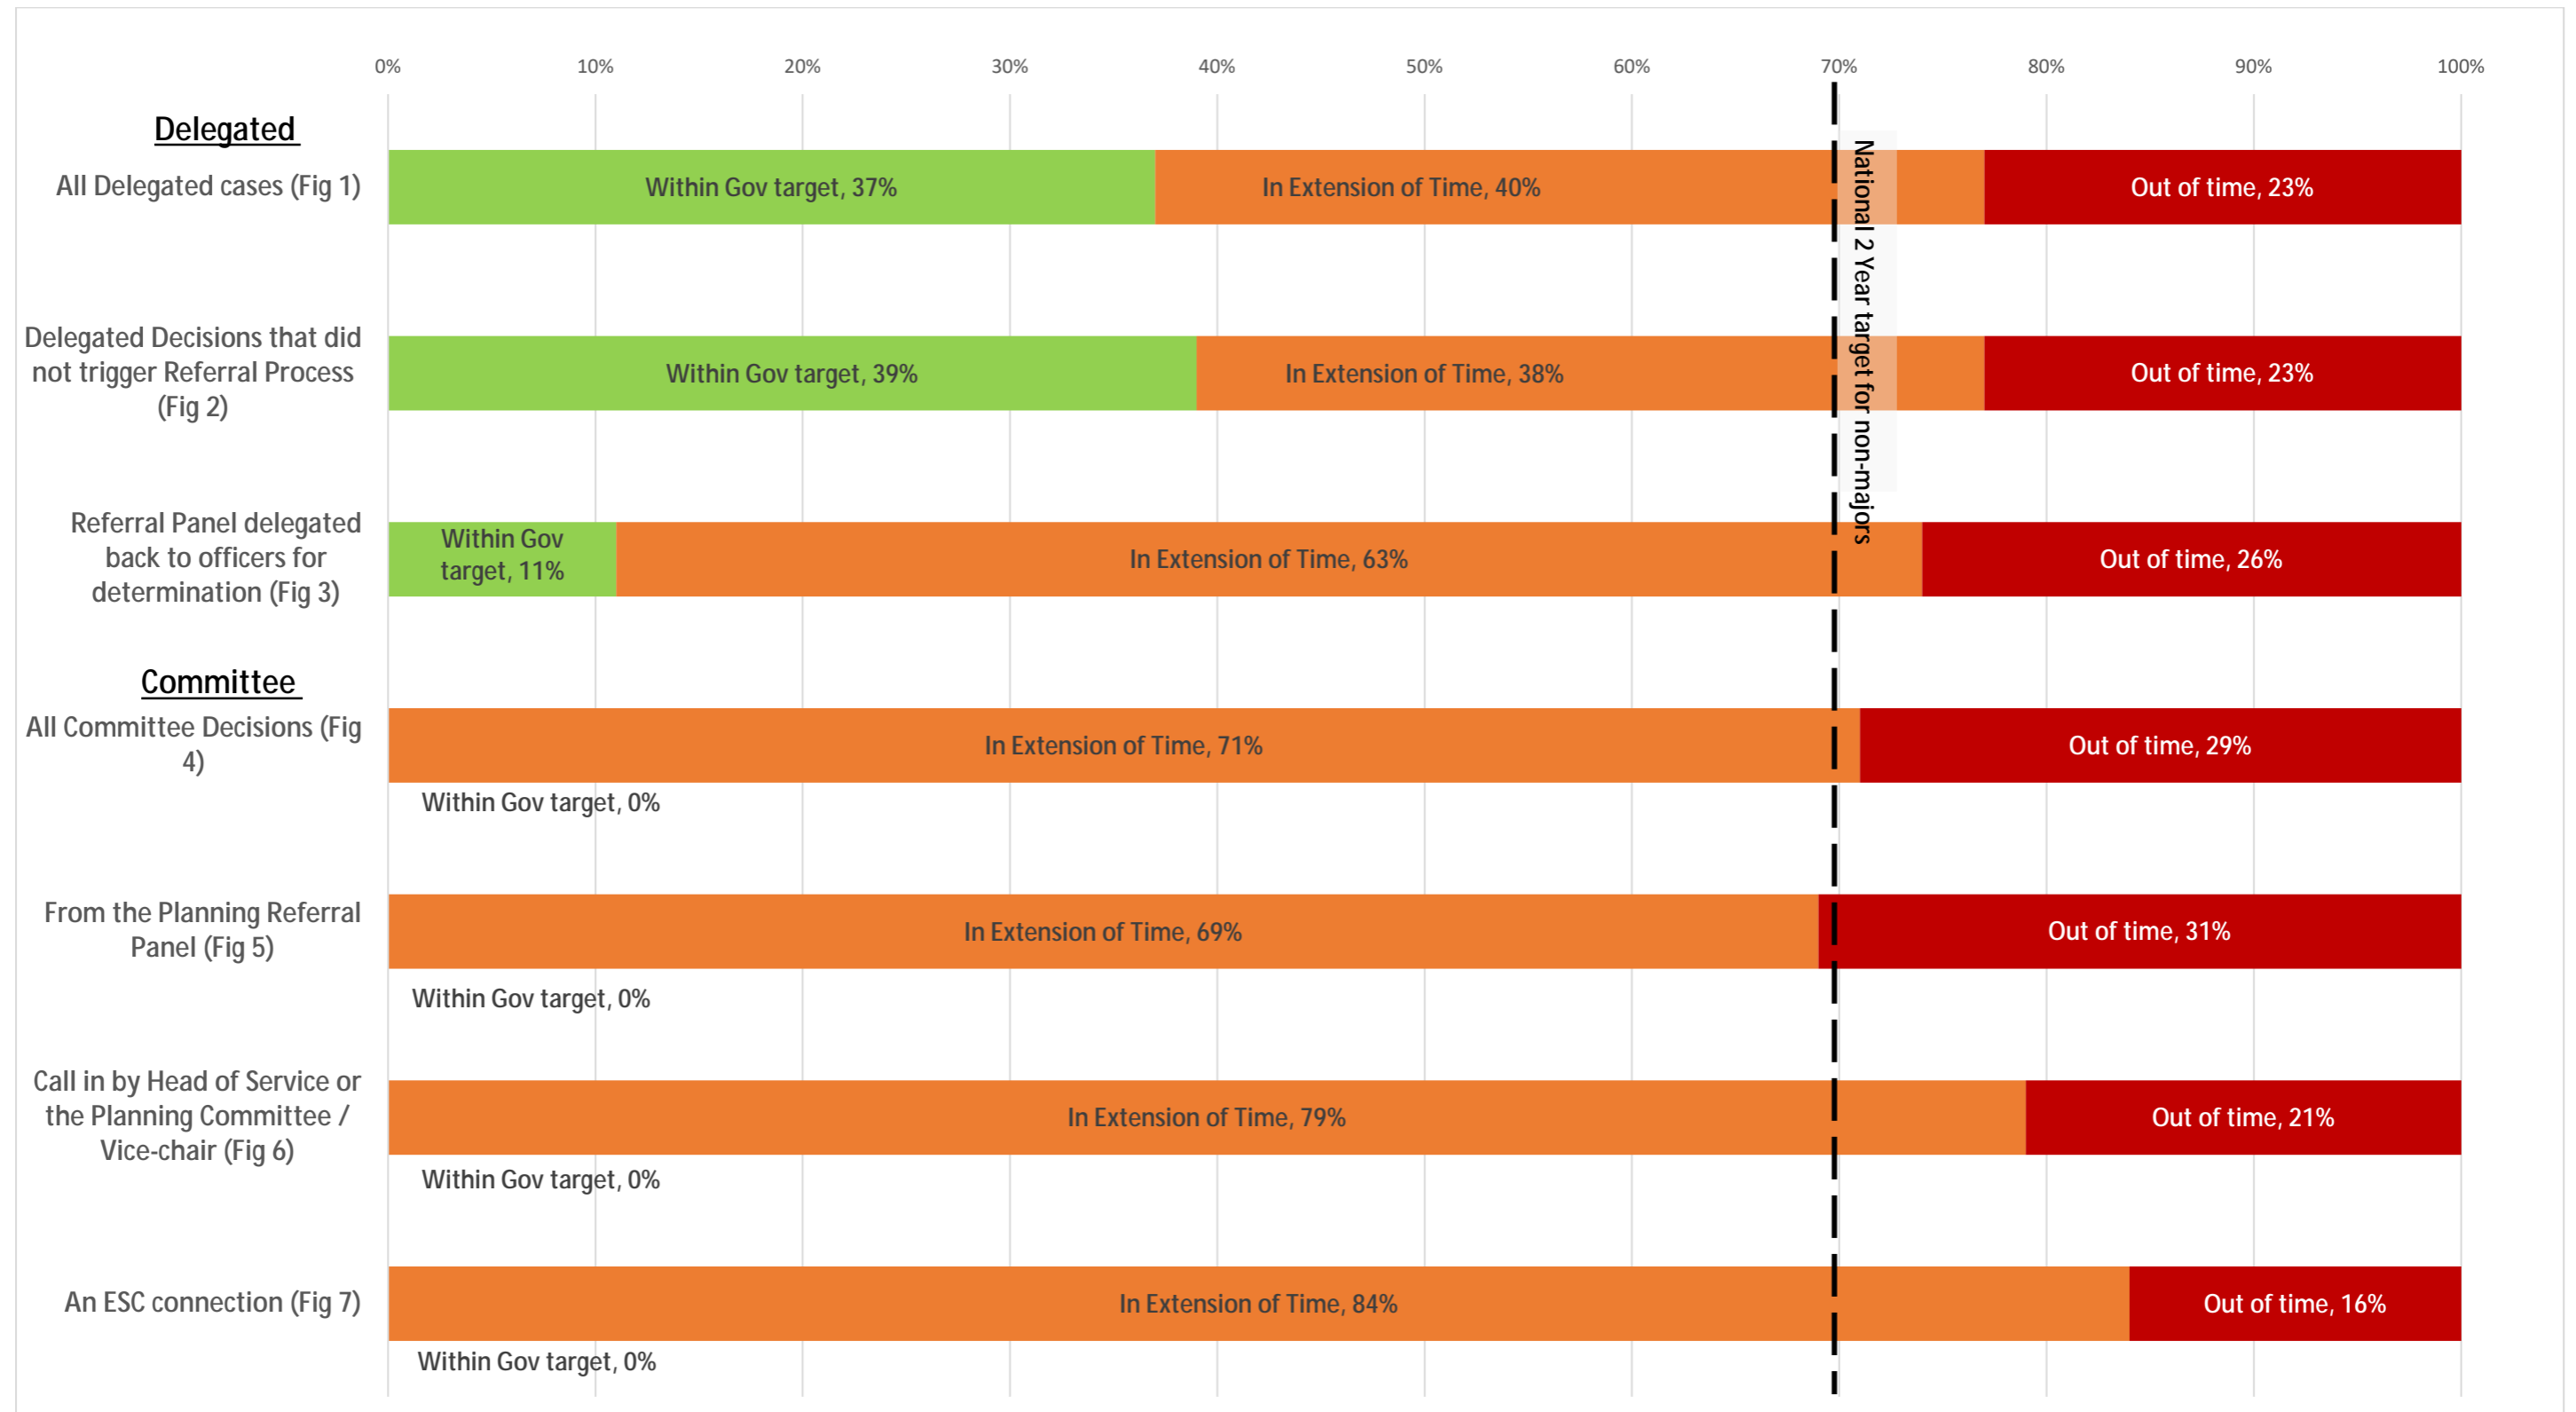 0% 10% 20% 30% 40% 50% 60% 70% 80% 90% 100%
Delegated
All Delegated cases (Fig 1)
Within Gov target, 37%
In Extension of Time, 40%
Out of time, 23%
National 2 Year target for non-majors
Delegated Decisions that did
not trigger Referral Process
(Fig 2)
Within Gov target, 39%
In Extension of Time, 38%
Out of time, 23%
Referral Panel delegated
back to officers for
determination (Fig 3)
Within Gov
target, 11%
In Extension of Time, 63%
Out of time, 26%
Committee
All Committee Decisions (Fig
4)
In Extension of Time, 71%
Out of time, 29%
Within Gov target, 0%
From the Planning Referral
Panel (Fig 5)
In Extension of Time, 69%
Out of time, 31%
Within Gov target, 0%
Call in by Head of Service or
the Planning Committee /
Vice-chair (Fig 6)
In Extension of Time, 79%
Out of time, 21%
Within Gov target, 0%
An ESC connection (Fig 7)
In Extension of Time, 84%
Out of time, 16%
Within Gov target, 0%